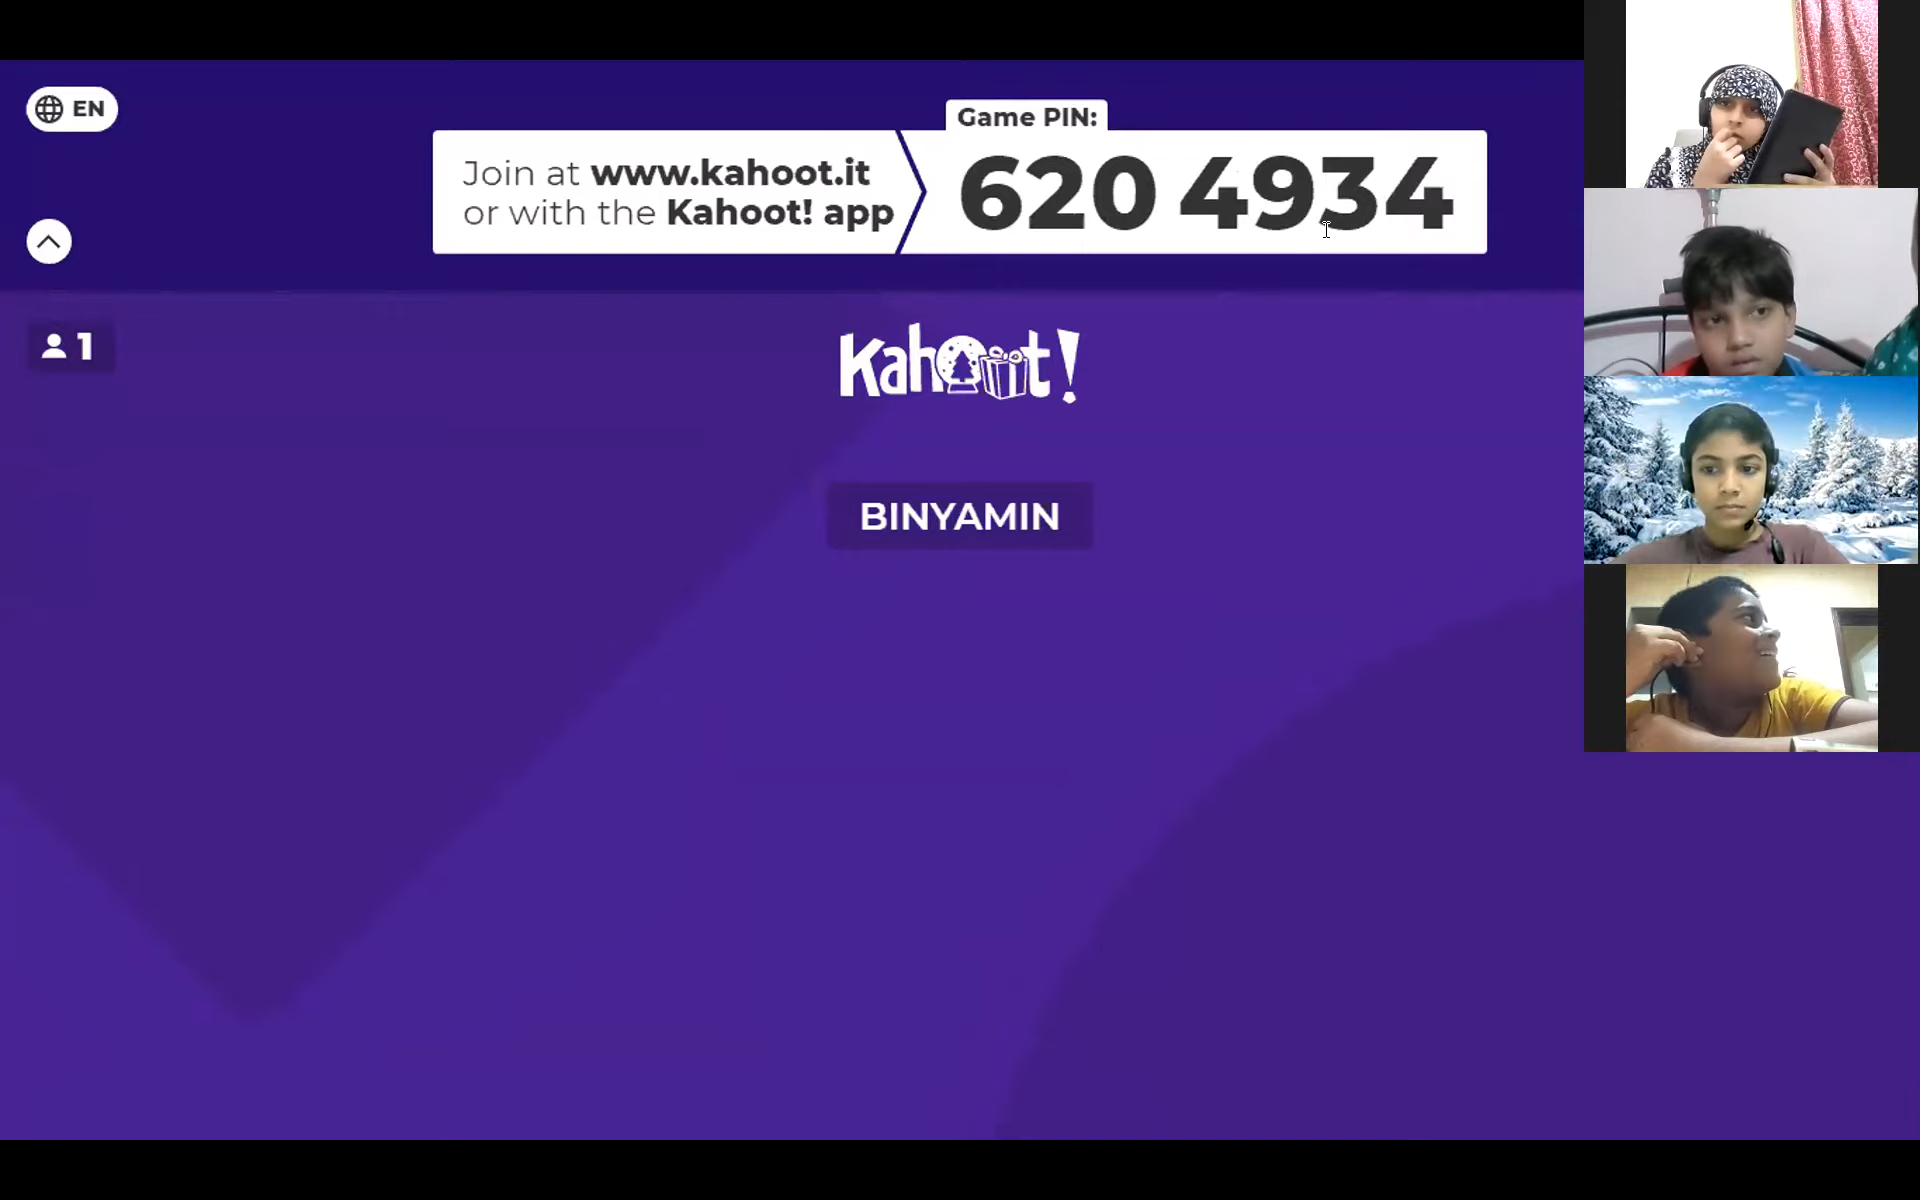 EN
Game PIN:
Join at www.kahoot.it
or with the Kahoot! app
620 4934
1
Kahoot!
BINYAMIN